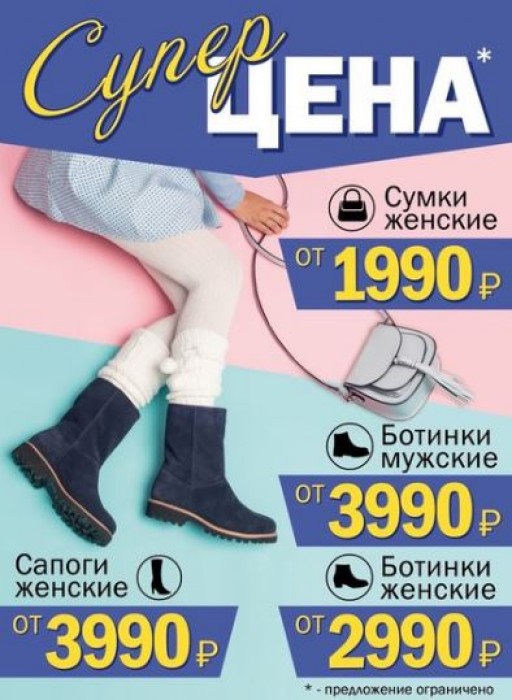 Супер
ЦЕНА*
Сумки
женские
от 1990 ₽
Ботинки
мужские
от 3990 ₽
Сапоги
женские
от 3990 ₽
Ботинки
женские
от 2990 ₽
* - предложение ограничено